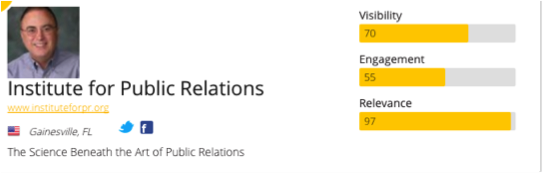 Visibility
70
Engagement
55
Relevance
97
Institute for Public Relations
www.instituteforpr.org
Gainesville, FL
The Science Beneath the Art of Public Relations